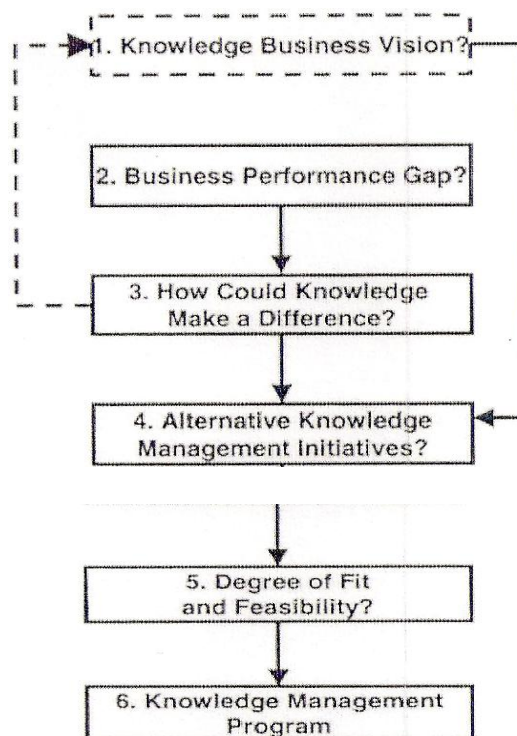 1. Knowledge Business Vision?
2. Business Performance Gap?
3. How Could Knowledge
Make a Difference?
4. Alternative Knowledge
Management Initiatives?
5. Degree of Fit
and Feasibility?
6. Knowledge Management
Program